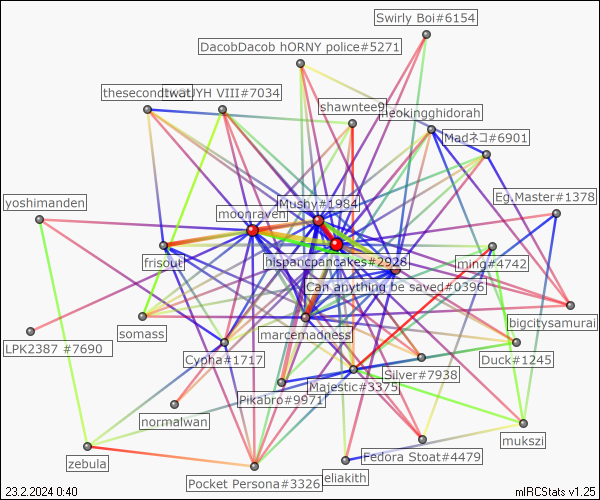 Swirly Boi#6154
DacobDacob hORNY police#5271
thesecondtwat
JYH VIII#7034
shawntee9
neokingghidorah
Madネコ#6901
Eg.Master#1378
yoshimanden
Mushy#1984
moonraven
frisout
hispancpancakes#2928
ming#4742
Can anything be saved#0396
bigcitysamurai
somass
marcemadness
LPK2387 #7690
Cypha#1717
Duck#1245
Silver#7938
Majestic#3375
Pikabro#9971
normalwan
mukszi
Fedora Stoat#4479
zebula
eliakith
Pocket Persona#3326
23.2.2024 0:40
mIRCStats v1.25